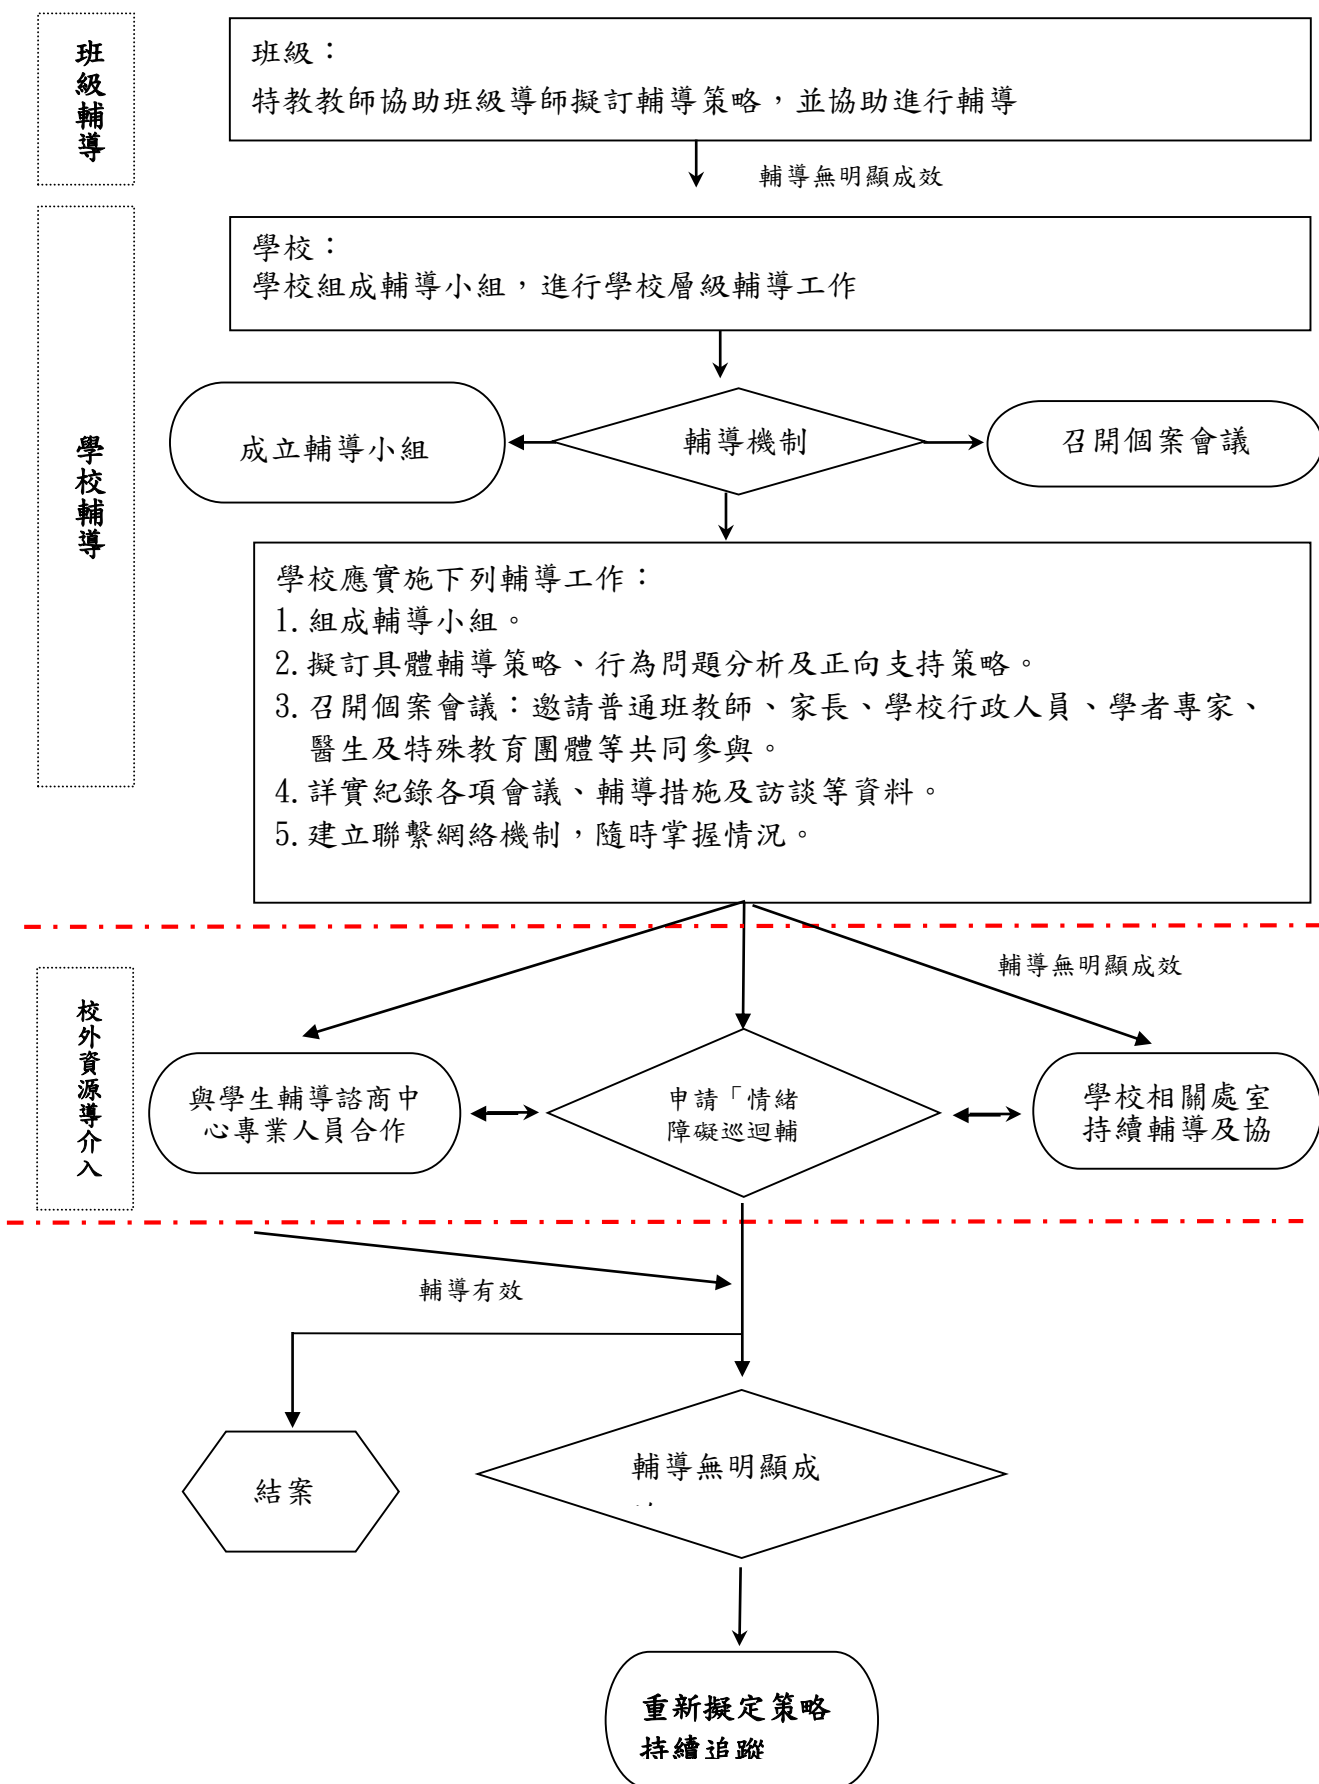 班級輔導
班級：
特教教師協助班級導師擬訂輔導策略，並協助進行輔導
輔導無明顯成效
學校輔導
學校：
學校組成輔導小組，進行學校層級輔導工作
成立輔導小組
輔導機制
召開個案會議
學校應實施下列輔導工作：
1.組成輔導小組。
2.擬訂具體輔導策略、行為問題分析及正向支持策略。
3.召開個案會議：邀請普通班教師、家長、學校行政人員、學者專家、
醫生及特殊教育團體等共同參與。
4.詳實紀錄各項會議、輔導措施及訪談等資料。
5.建立聯繫網絡機制，隨時掌握情況。
輔導無明顯成效
校外資源導介入
與學生輔導諮商中
心專業人員合作
申請「情緒
障礙巡迴輔
學校相關處室
持續輔導及協
輔導有效
結案
輔導無明顯成
重新擬定策略
持續追蹤